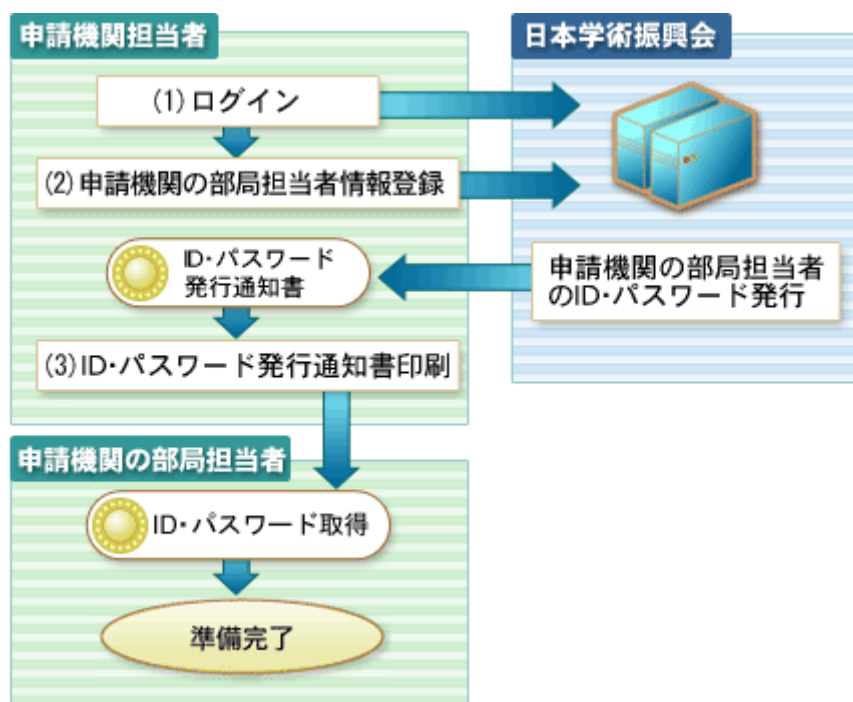 申請機関担当者
日本学術振興会
(1)ログイン
(2)申請機関の部局担当者情報登録
ID・パスワード
発行通知書
申請機関の部局担当者
のID・パスワード発行
(3)ID・パスワード発行通知書印刷
申請機関の部局担当者
ID・パスワード取得
準備完了